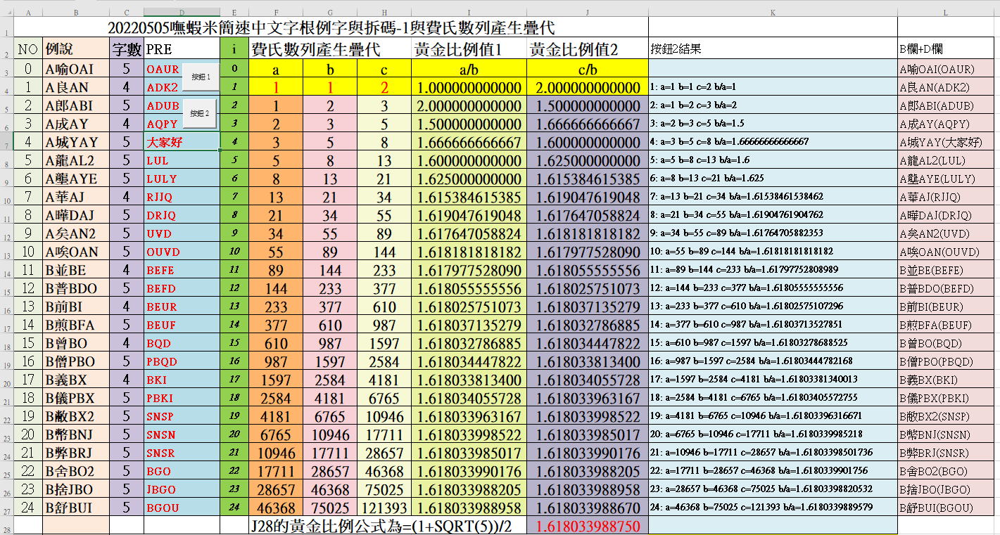 A B C D E F G H I J K L
1 20220505嘸蝦米簡速中文字根例字與拆碼-1與費氏數列產生疊代
2 NO 例說 字數 PRE i 費氏數列產生疊代 黃金比例值1 黃金比例值2 按鈕2結果 B欄+D欄
3 0 A喻OAI 5 OAUR 按鈕 1 0 a b c a/b c/b A喻OAI(OAUR)
4 1 A良AN 4 ADK2 1 1 1 2 1.000000000000 2.000000000000 1: a=1 b=1 c=2 b/a=1 A良AN(ADK2)
5 2 A郎ABI 5 ADUB 按鈕 2 2 1 2 3 2.000000000000 1.500000000000 2: a=1 b=2 c=3 b/a=2 A郎ABI(ADUB)
6 3 A成AY 4 AQPY 3 2 3 5 1.500000000000 1.666666666667 3: a=2 b=3 c=5 b/a=1.5 A成AY(AQPY)
7 4 A城YAY 5 大家好 4 3 5 8 1.666666666667 1.600000000000 4: a=3 b=5 c=8 b/a=1.66666666666667 A城YAY(大家好)
8 5 A龍AL2 5 LUL 5 5 8 13 1.600000000000 1.625000000000 5: a=5 b=8 c=13 b/a=1.6 A龍AL2(LUL)
9 6 A龏AYE 5 LULY 6 8 13 21 1.625000000000 1.615384615385 6: a=8 b=13 c=21 b/a=1.625 A龏AYE(LULY)
10 7 A華AJ 4 RJJQ 7 13 21 34 1.615384615385 1.619047619048 7: a=13 b=21 c=34 b/a=1.61538461538462 A華AJ(RJJQ)
11 8 A曄DAJ 5 DRJQ 8 21 34 55 1.619047619048 1.617647058824 8: a=21 b=34 c=55 b/a=1.61904761904762 A曄DAJ(DRJQ)
12 9 A矣AN2 5 UVD 9 34 55 89 1.617647058824 1.618181818182 9: a=34 b=55 c=89 b/a=1.61764705882353 A矣AN2(UVD)
13 10 A唉OAN 5 OUVD 10 55 89 144 1.618181818182 1.617977528090 10: a=55 b=89 c=144 b/a=1.61818181818182 A唉OAN(OUVD)
14 11 B並BE 4 BEFE 11 89 144 233 1.617977528090 1.618055555556 11: a=89 b=144 c=233 b/a=1.61797752808989 B並BE(BEFE)
15 12 B普BDO 5 BEFD 12 144 233 377 1.618055555556 1.618025751073 12: a=144 b=233 c=377 b/a=1.61805555555556 B普BDO(BEFD)
16 13 B前BI 4 BEUR 13 233 377 610 1.618025751073 1.618037135279 13: a=233 b=377 c=610 b/a=1.61802575107296 B前BI(BEUR)
17 14 B煎BFA 5 BEUF 14 377 610 987 1.618037135279 1.618032786885 14: a=377 b=610 c=987 b/a=1.61803713527851 B煎BFA(BEUF)
18 15 B曾BO 4 BQD 15 610 987 1597 1.618032786885 1.618034447822 15: a=610 b=987 c=1597 b/a=1.61803278688525 B曾BO(BQD)
19 16 B僧PBO 5 PBQD 16 987 1597 2584 1.618034447822 1.618033813400 16: a=987 b=1597 c=2584 b/a=1.61803444782168 B僧PBO(PBQD)
20 17 B義BX 4 BKI 17 1597 2584 4181 1.618033813400 1.618034055728 17: a=1597 b=2584 c=4181 b/a=1.61803381340013 B義BX(BKI)
21 18 B儀PBX 5 PBKI 18 2584 4181 6765 1.618034055728 1.618033963167 18: a=2584 b=4181 c=6765 b/a=1.61803405572755 B儀PBX(PBKI)
22 19 B敝BX2 5 SNSP 19 4181 6765 10946 1.618033963167 1.618033998522 19: a=4181 b=6765 c=10946 b/a=1.61803396316671 B敝BX2(SNSP)
23 20 B幣BNJ 5 SNSN 20 6765 10946 17711 1.618033998522 1.618033985017 20: a=6765 b=10946 c=17711 b/a=1.6180339985218 B幣BNJ(SNSN)
24 21 B弊BRJ 5 SNSR 21 10946 17711 28657 1.618033985017 1.618033990176 21: a=10946 b=17711 c=28657 b/a=1.61803398501736 B弊BRJ(SNSR)
25 22 B舍BO2 5 BGO 22 17711 28657 46368 1.618033990176 1.618033988205 22: a=17711 b=28657 c=46368 b/a=1.6180339901756 B舍BO2(BGO)
26 23 B捨JBO 5 JBGO 23 28657 46368 75025 1.618033988205 1.618033988958 23: a=28657 b=46368 c=75025 b/a=1.61803398820532 B捨JBO(JBGO)
27 24 B舒BUI 5 BGOU 24 46368 75025 121393 1.618033988958 1.618033988670 24: a=46368 b=75025 c=121393 b/a=1.6180339889579 B舒BUI(BGOU)
28 J28的黃金比例公式為=(1+SQRT(5))/2 1.618033988750